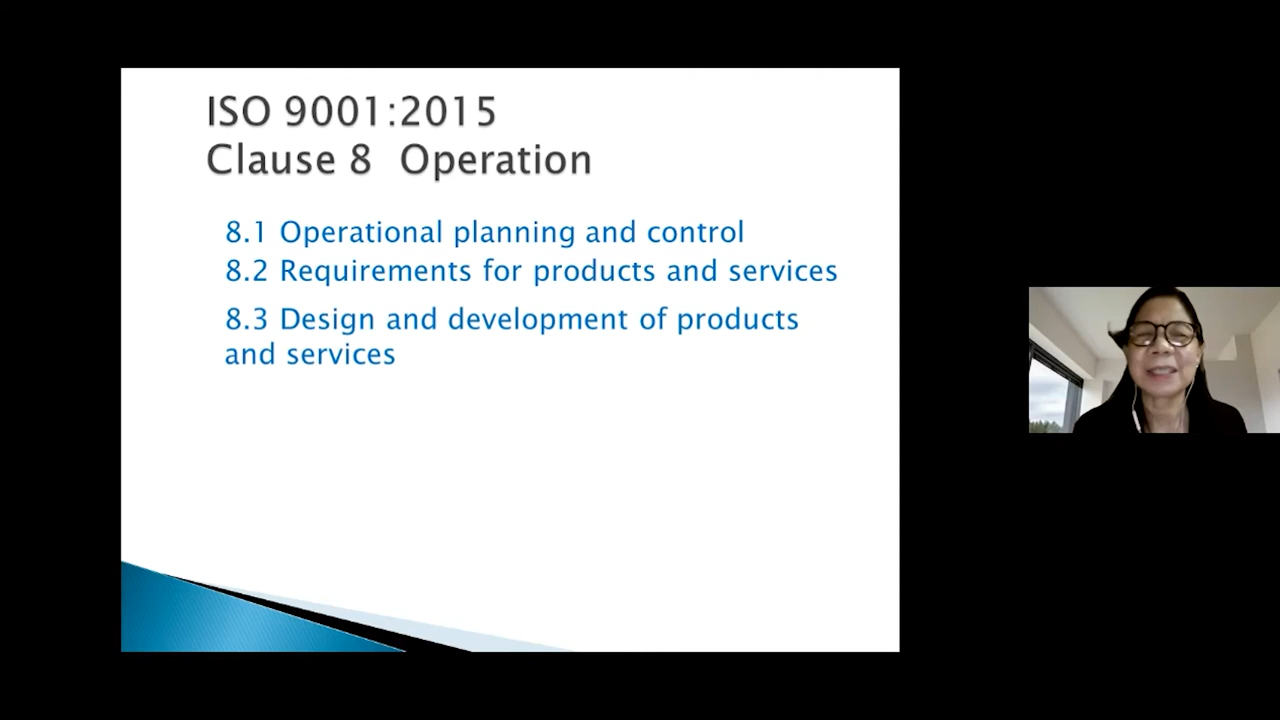 ISO 9001:2015
Clause 8 Operation
8.1 Operational planning and control
8.2 Requirements for products and services
8.3 Design and development of products
and services